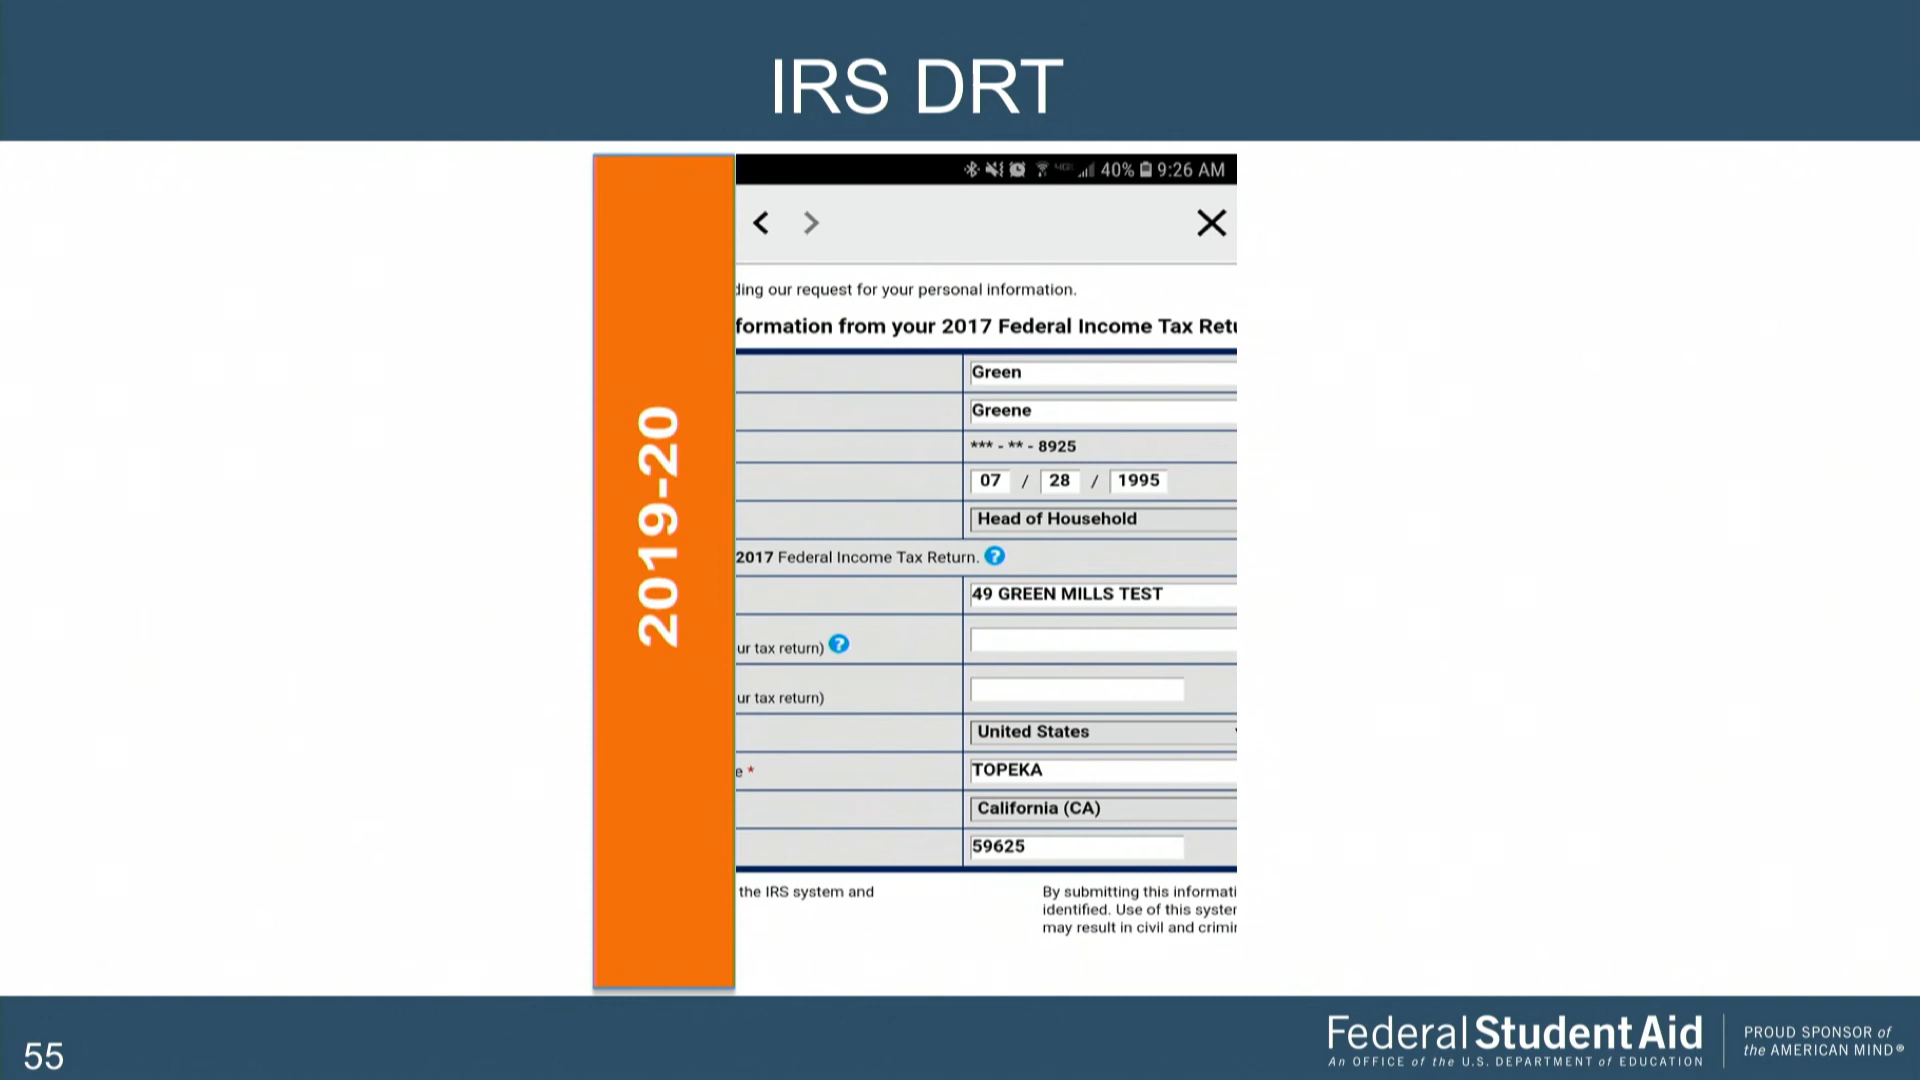 IRS DRT
2019-20
40% 9:26 AM
ding our request for your personal information.
formation from your 2017 Federal Income Tax Retu
Green
Greene
*** - ** - 8925
07 / 28 / 1995
Head of Household
2017 Federal Income Tax Return. ?
49 GREEN MILLS TEST
ur tax return) ?
ur tax return)
United States
e * TOPEKA
California (CA)
59625
the IRS system and
By submitting this informati
identified. Use of this syster
may result in civil and crimin
55
Federal Student Aid
An OFFICE of the U.S. DEPARTMENT of EDUCATION
PROUD SPONSOR of
the AMERICAN MIND®